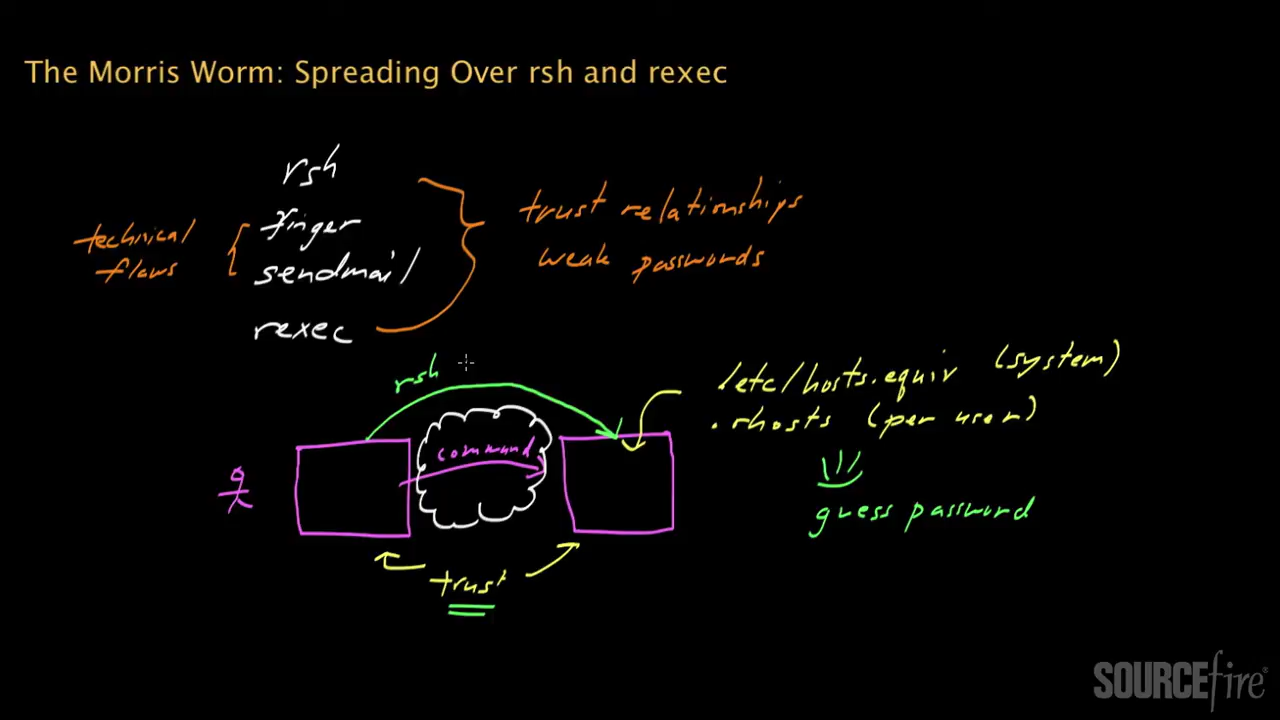 The Morris Worm: Spreading Over rsh and rexec
rsh
technical
flaws
finger
sendmail
rexec
trust relationships
weak passwords
rsh
/etc/hosts.equiv (system)
.rhosts (per user)
command
guess password
trust
SOURCEfire